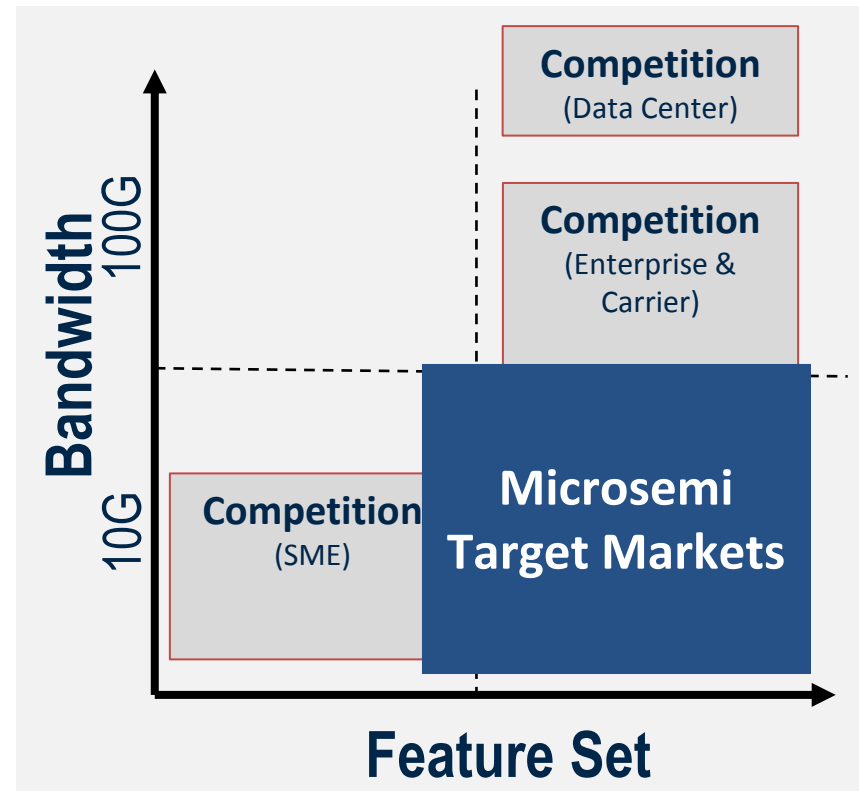 Competition
(Data Center)
Competition
(Enterprise &
Carrier)
Bandwidth
100G
10G
Competition
(SME)
Microsemi
Target Markets
Feature Set